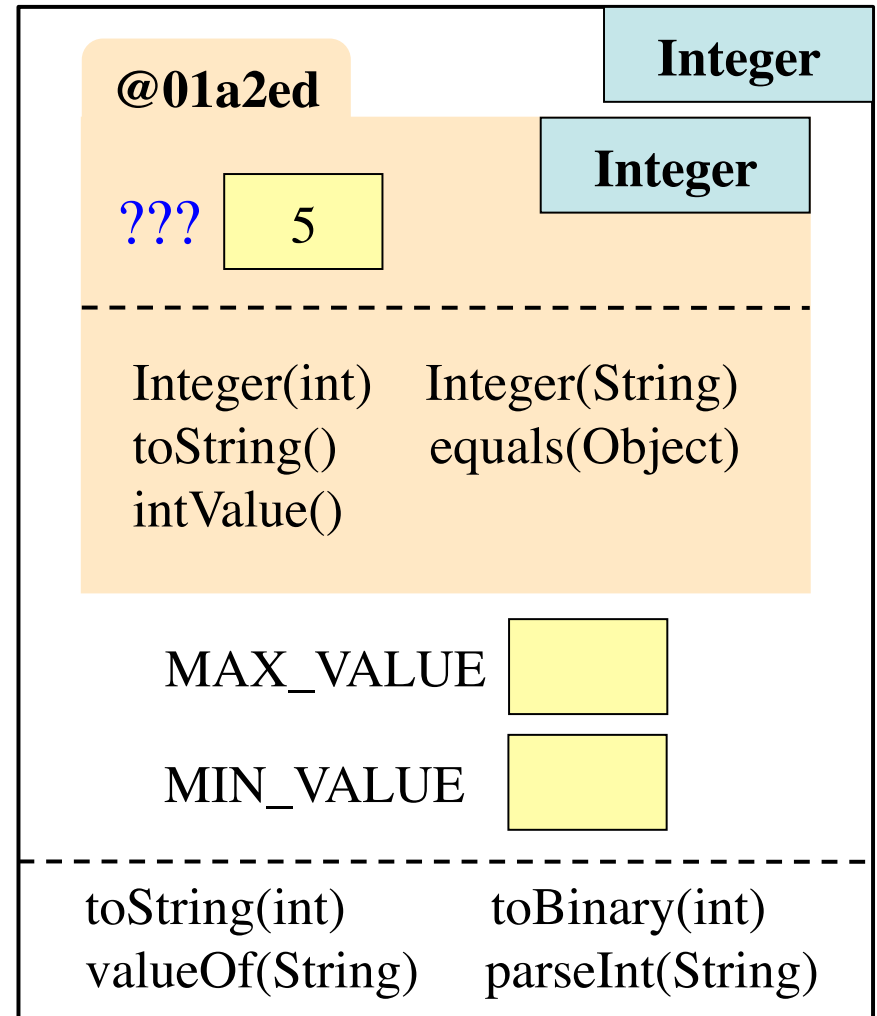 Integer
@01a2ed
Integer
??? 5
Integer(int) Integer(String)
toString() equals(Object)
intValue()
MAX_VALUE
MIN_VALUE
toString(int) toBinary(int)
valueOf(String) parseInt(String)